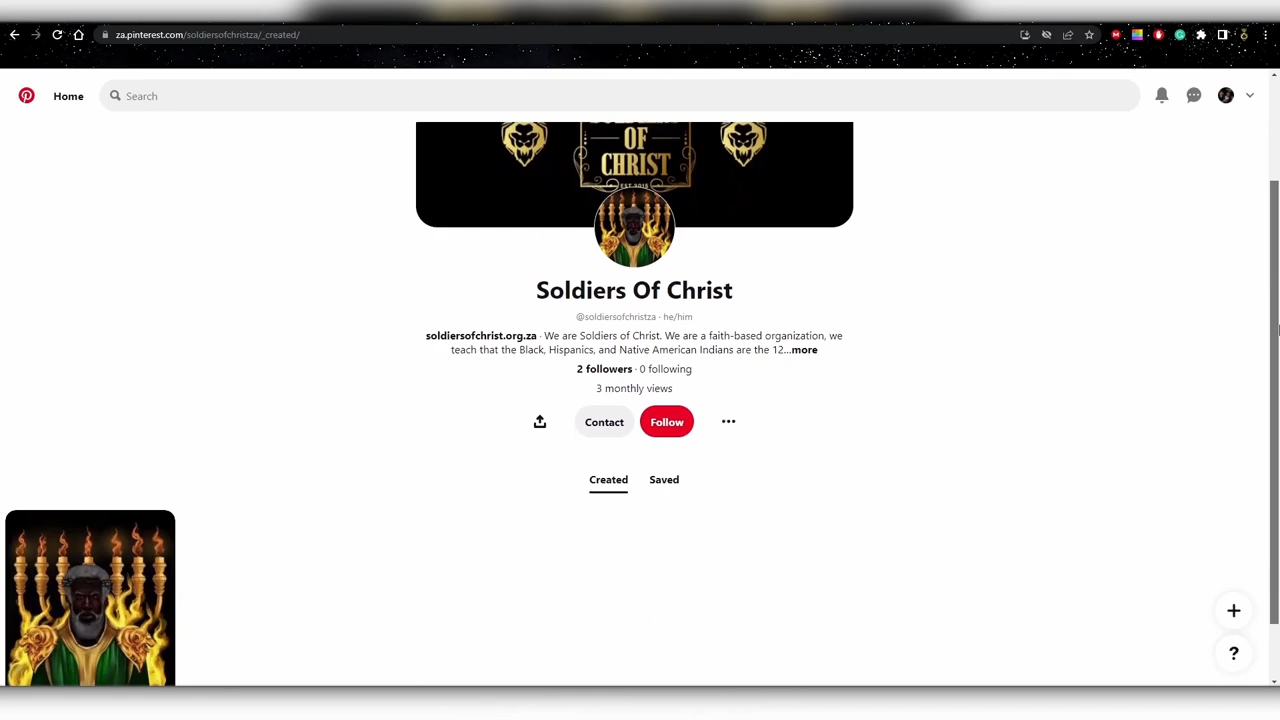 za.pinterest.com/soldiersofchristza/_created/
Home
Search
OF
CHRIST
Soldiers Of Christ
@soldiersofchristza · he/him
soldiersofchrist.org.za · We are Soldiers of Christ. We are a faith-based organization, we
teach that the Black, Hispanics, and Native American Indians are the 12...more
2 followers · 0 following
3 monthly views
Contact
Follow
Created
Saved